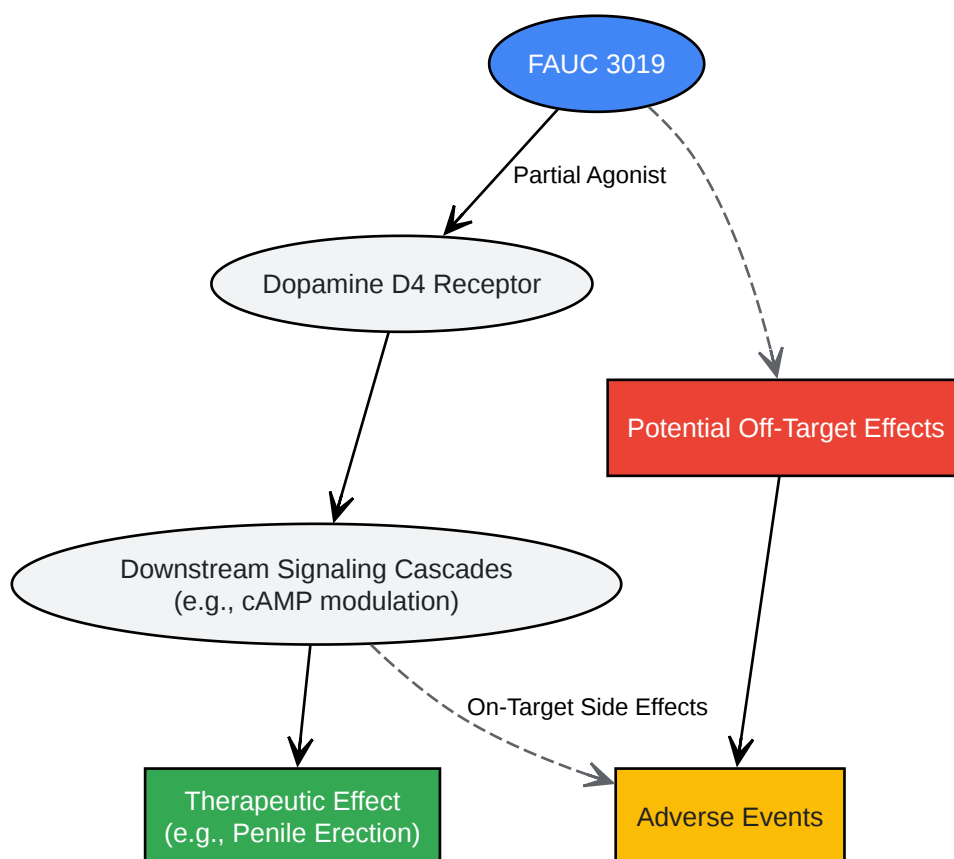 FAUC 3019
Partial Agonist
Dopamine D4 Receptor
Potential Off-Target Effects
Downstream Signaling Cascades
(e.g., cAMP modulation)
On-Target Side Effects
Therapeutic Effect
(e.g., Penile Erection)
Adverse Events